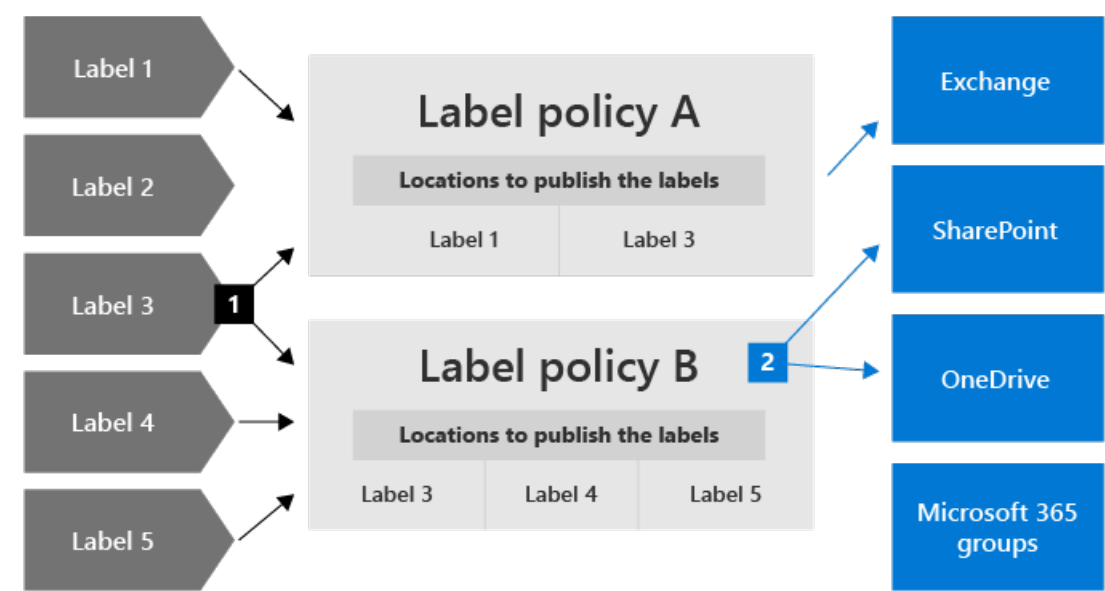 Label 1
Label 2
Label 3
1
Label 4
Label 5
Label policy A
Locations to publish the labels
Label 1 Label 3
Label policy B
2
Locations to publish the labels
Label 3 Label 4 Label 5
Exchange
SharePoint
OneDrive
Microsoft 365
groups